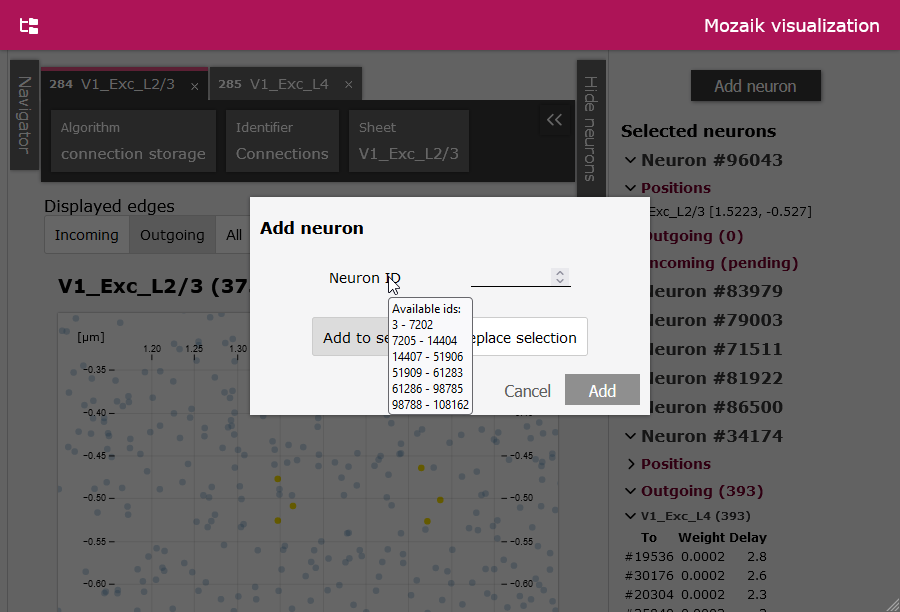 Mozaik visualization
Navigator
284 V1_Exc_L2/3 ×
285 V1_Exc_L4 ×
Algorithm
connection storage
Identifier
Connections
Sheet
V1_Exc_L2/3
Hide neurons
Displayed edges
Incoming Outgoing All
V1_Exc_L2/3 (37
[μm]
1.20 1.25 1.30
−0.35
−0.40 −0.40
−0.45 −0.45
−0.50 −0.50
−0.55 −0.55
−0.60 −0.60
Add neuron
Neuron ID
Available ids:
3 - 7202
7205 - 14404
14407 - 51906
51909 - 61283
61286 - 98785
98788 - 108162
Add to se
eplace selection
Cancel Add
Add neuron
Selected neurons
Neuron #96043
Positions
Exc_L2/3 [1.5223, -0.527]
Outgoing (0)
Incoming (pending)
Neuron #83979
Neuron #79003
Neuron #71511
Neuron #81922
Neuron #86500
Neuron #34174
Positions
Outgoing (393)
V1_Exc_L4 (393)
To Weight Delay
#19536 0.0002 2.8
#30176 0.0002 2.6
#20304 0.0002 2.3